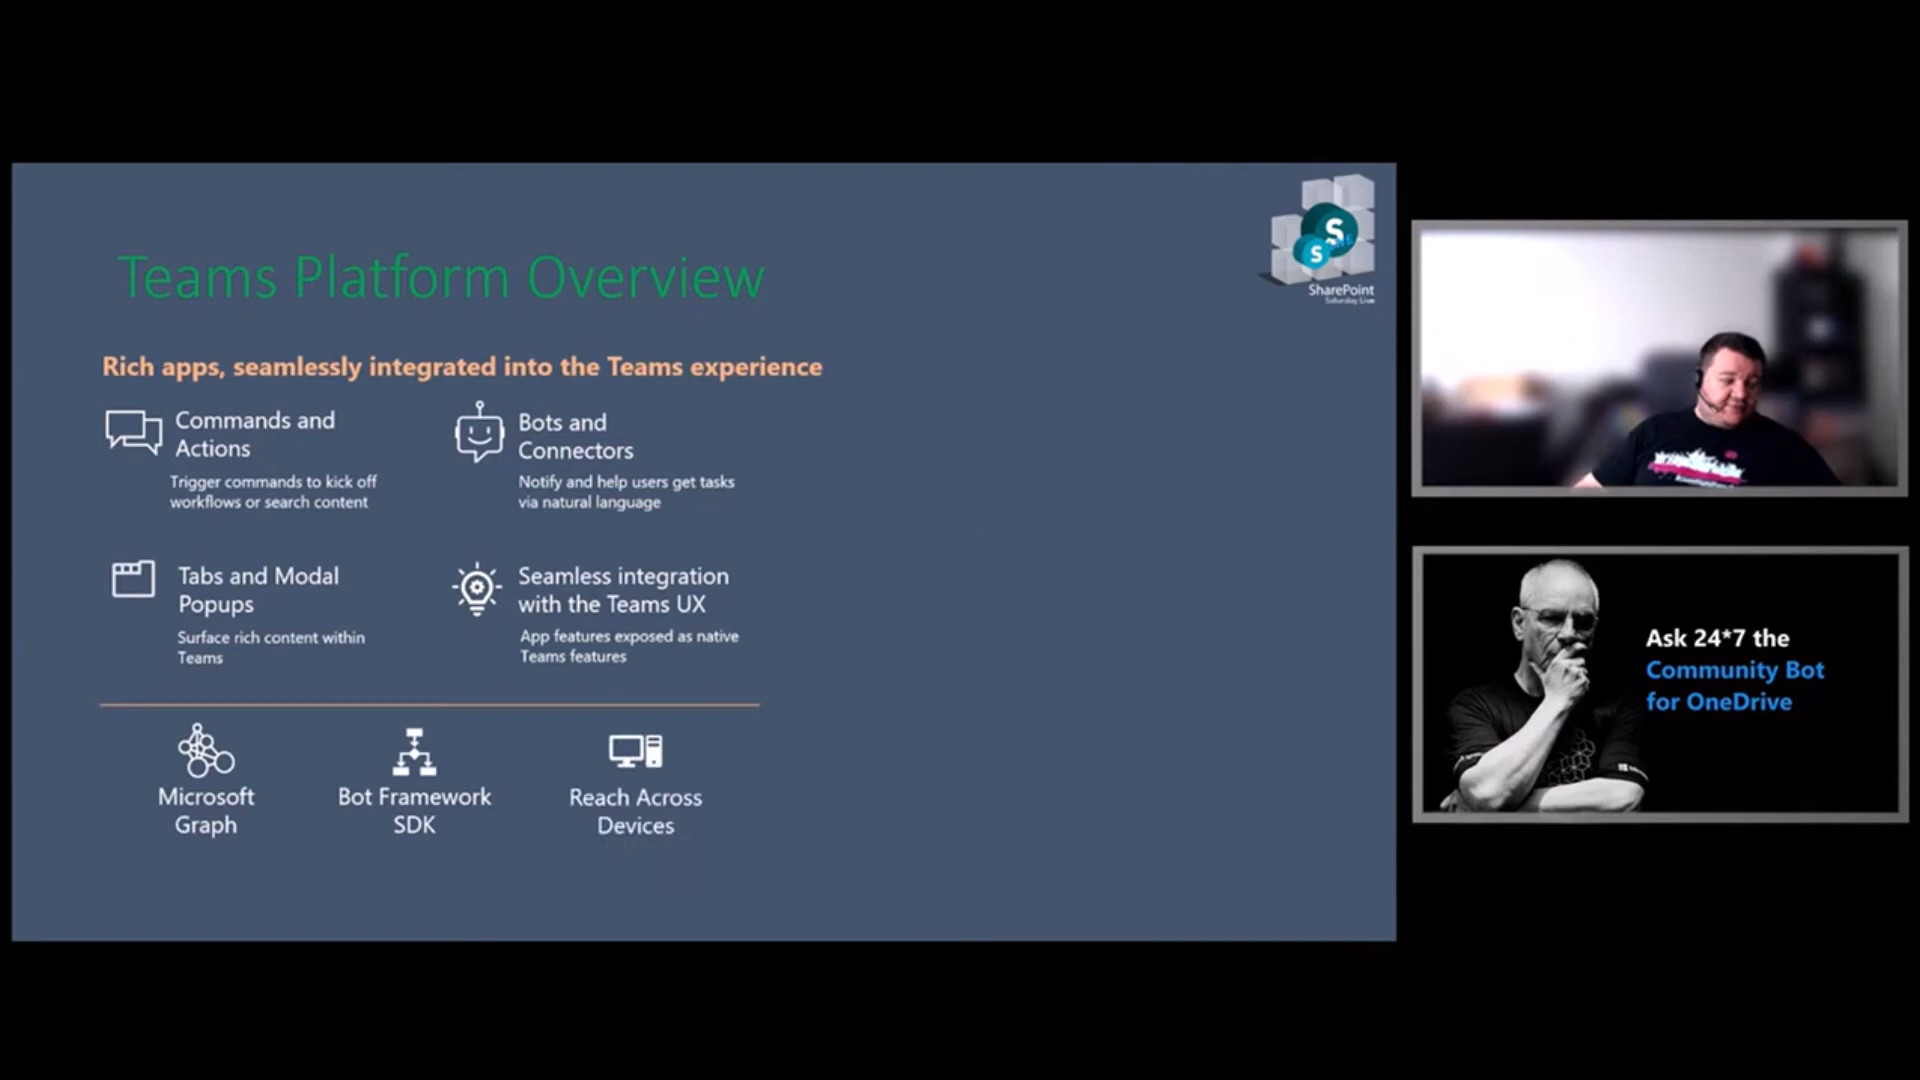 Teams Platform Overview
Rich apps, seamlessly integrated into the Teams experience
Commands and
Actions
Trigger commands to kick off
workflows or search content
Bots and
Connectors
Notify and help users get tasks
via natural language
Tabs and Modal
Popups
Surface rich content within
Teams
Seamless integration
with the Teams UX
App features exposed as native
Teams features
Microsoft
Graph
Bot Framework
SDK
Reach Across
Devices
S
S
SharePoint
Saturday Live
Ask 24*7 the
Community Bot
for OneDrive